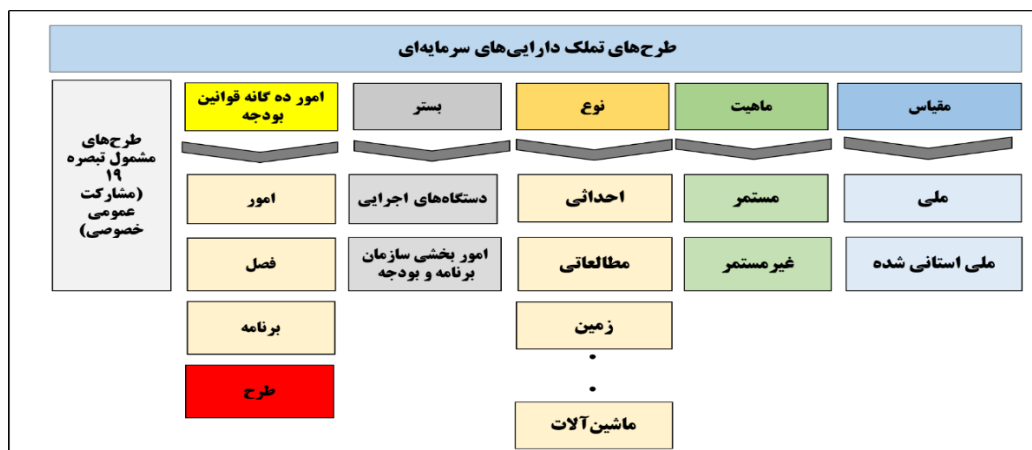 طرح‌های تملک دارایی‌های سرمایه‌ای
مقیاس
ملی
ملی استانی شده
ماهیت
مستمر
غیرمستمر
نوع
احداثی
مطالعاتی
زمین
.
.
ماشین‌آلات
بستر
دستگاه‌های اجرایی
امور بخشی سازمان
برنامه و بودجه
امور ده گانه قوانین
بودجه
امور
فصل
برنامه
طرح
طرح‌های
مشمول تبصره
۱۹
(مشارکت
عمومی
خصوصی)